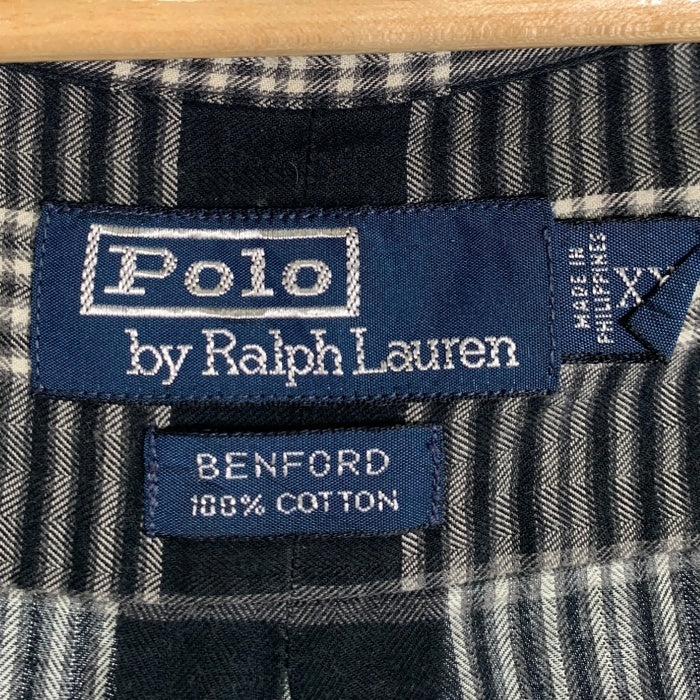 Polo
by Ralph Lauren
MADE IN
PHILIPPINES
BENFORD
100% COTTON